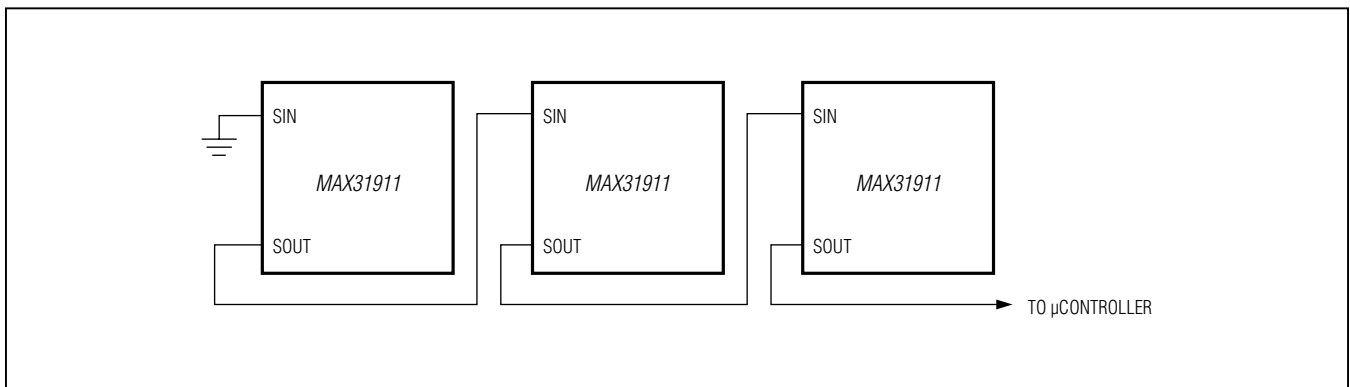 SIN
MAX31911
SOUT
SIN
MAX31911
SOUT
SIN
MAX31911
SOUT
TO µCONTROLLER